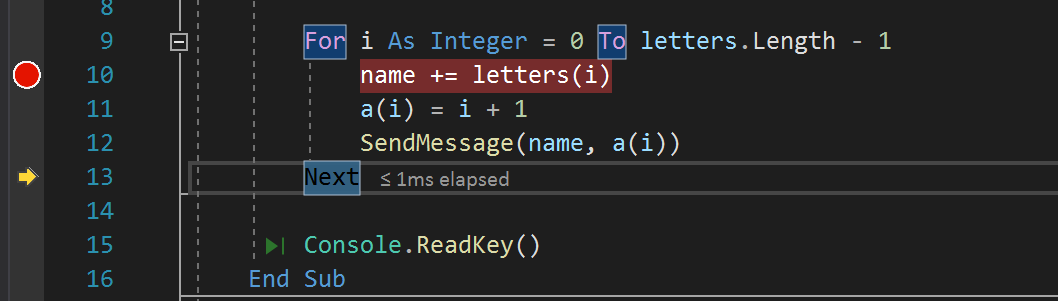 8
9 For i As Integer = 0 To letters.Length - 1
10 name += letters(i)
11 a(i) = i + 1
12 SendMessage(name, a(i))
13 Next ≤ 1ms elapsed
14
15 Console.ReadKey()
16 End Sub